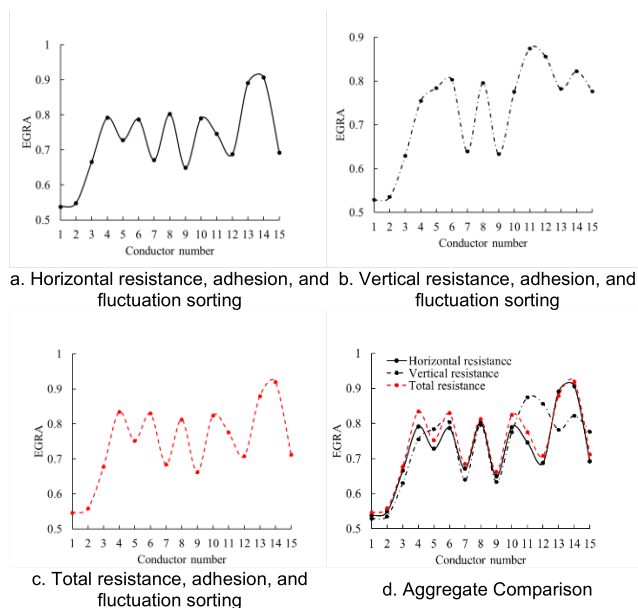 1
0.9
0.8
0.7
0.6
0.5
EGRA
1 2 3 4 5 6 7 8 9 10 11 12 13 14 15
Conductor number
a. Horizontal resistance, adhesion, and
fluctuation sorting
0.9
0.8
0.7
0.6
0.5
EGRA
1 2 3 4 5 6 7 8 9 10 11 12 13 14 15
Conductor number
b. Vertical resistance, adhesion, and
fluctuation sorting
1
0.9
0.8
0.7
0.6
0.5
EGRA
1 2 3 4 5 6 7 8 9 10 11 12 13 14 15
Conductor number
c. Total resistance, adhesion, and
fluctuation sorting
1
0.9
0.8
0.7
0.6
0.5
EGRA
Horizontal resistance
Vertical resistance
Total resistance
1 2 3 4 5 6 7 8 9 10 11 12 13 14 15
Conductor number
d. Aggregate Comparison